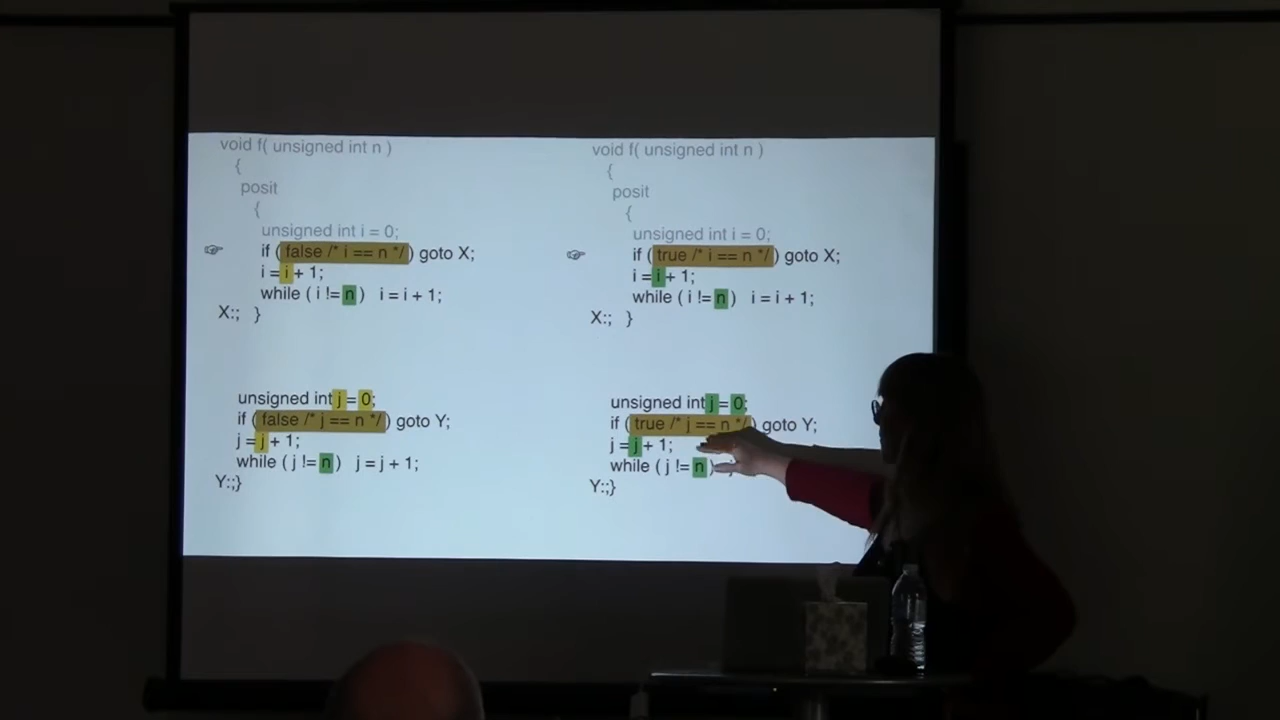 void f( unsigned int n )
{
posit
{
unsigned int i = 0;
☞ if ( false /* i == n */ ) goto X;
i = i + 1;
while ( i != n )   i = i + 1;
X:;   }
unsigned int j = 0;
if ( false /* j == n */ ) goto Y;
j = j + 1;
while ( j != n )   j = j + 1;
Y:;}
void f( unsigned int n )
{
posit
{
unsigned int i = 0;
☞ if ( true /* i == n */ ) goto X;
i = i + 1;
while ( i != n )   i = i + 1;
X:;   }
unsigned int j = 0;
if ( true /* j == n */ ) goto Y;
j = j + 1;
while ( j != n )
Y:;}